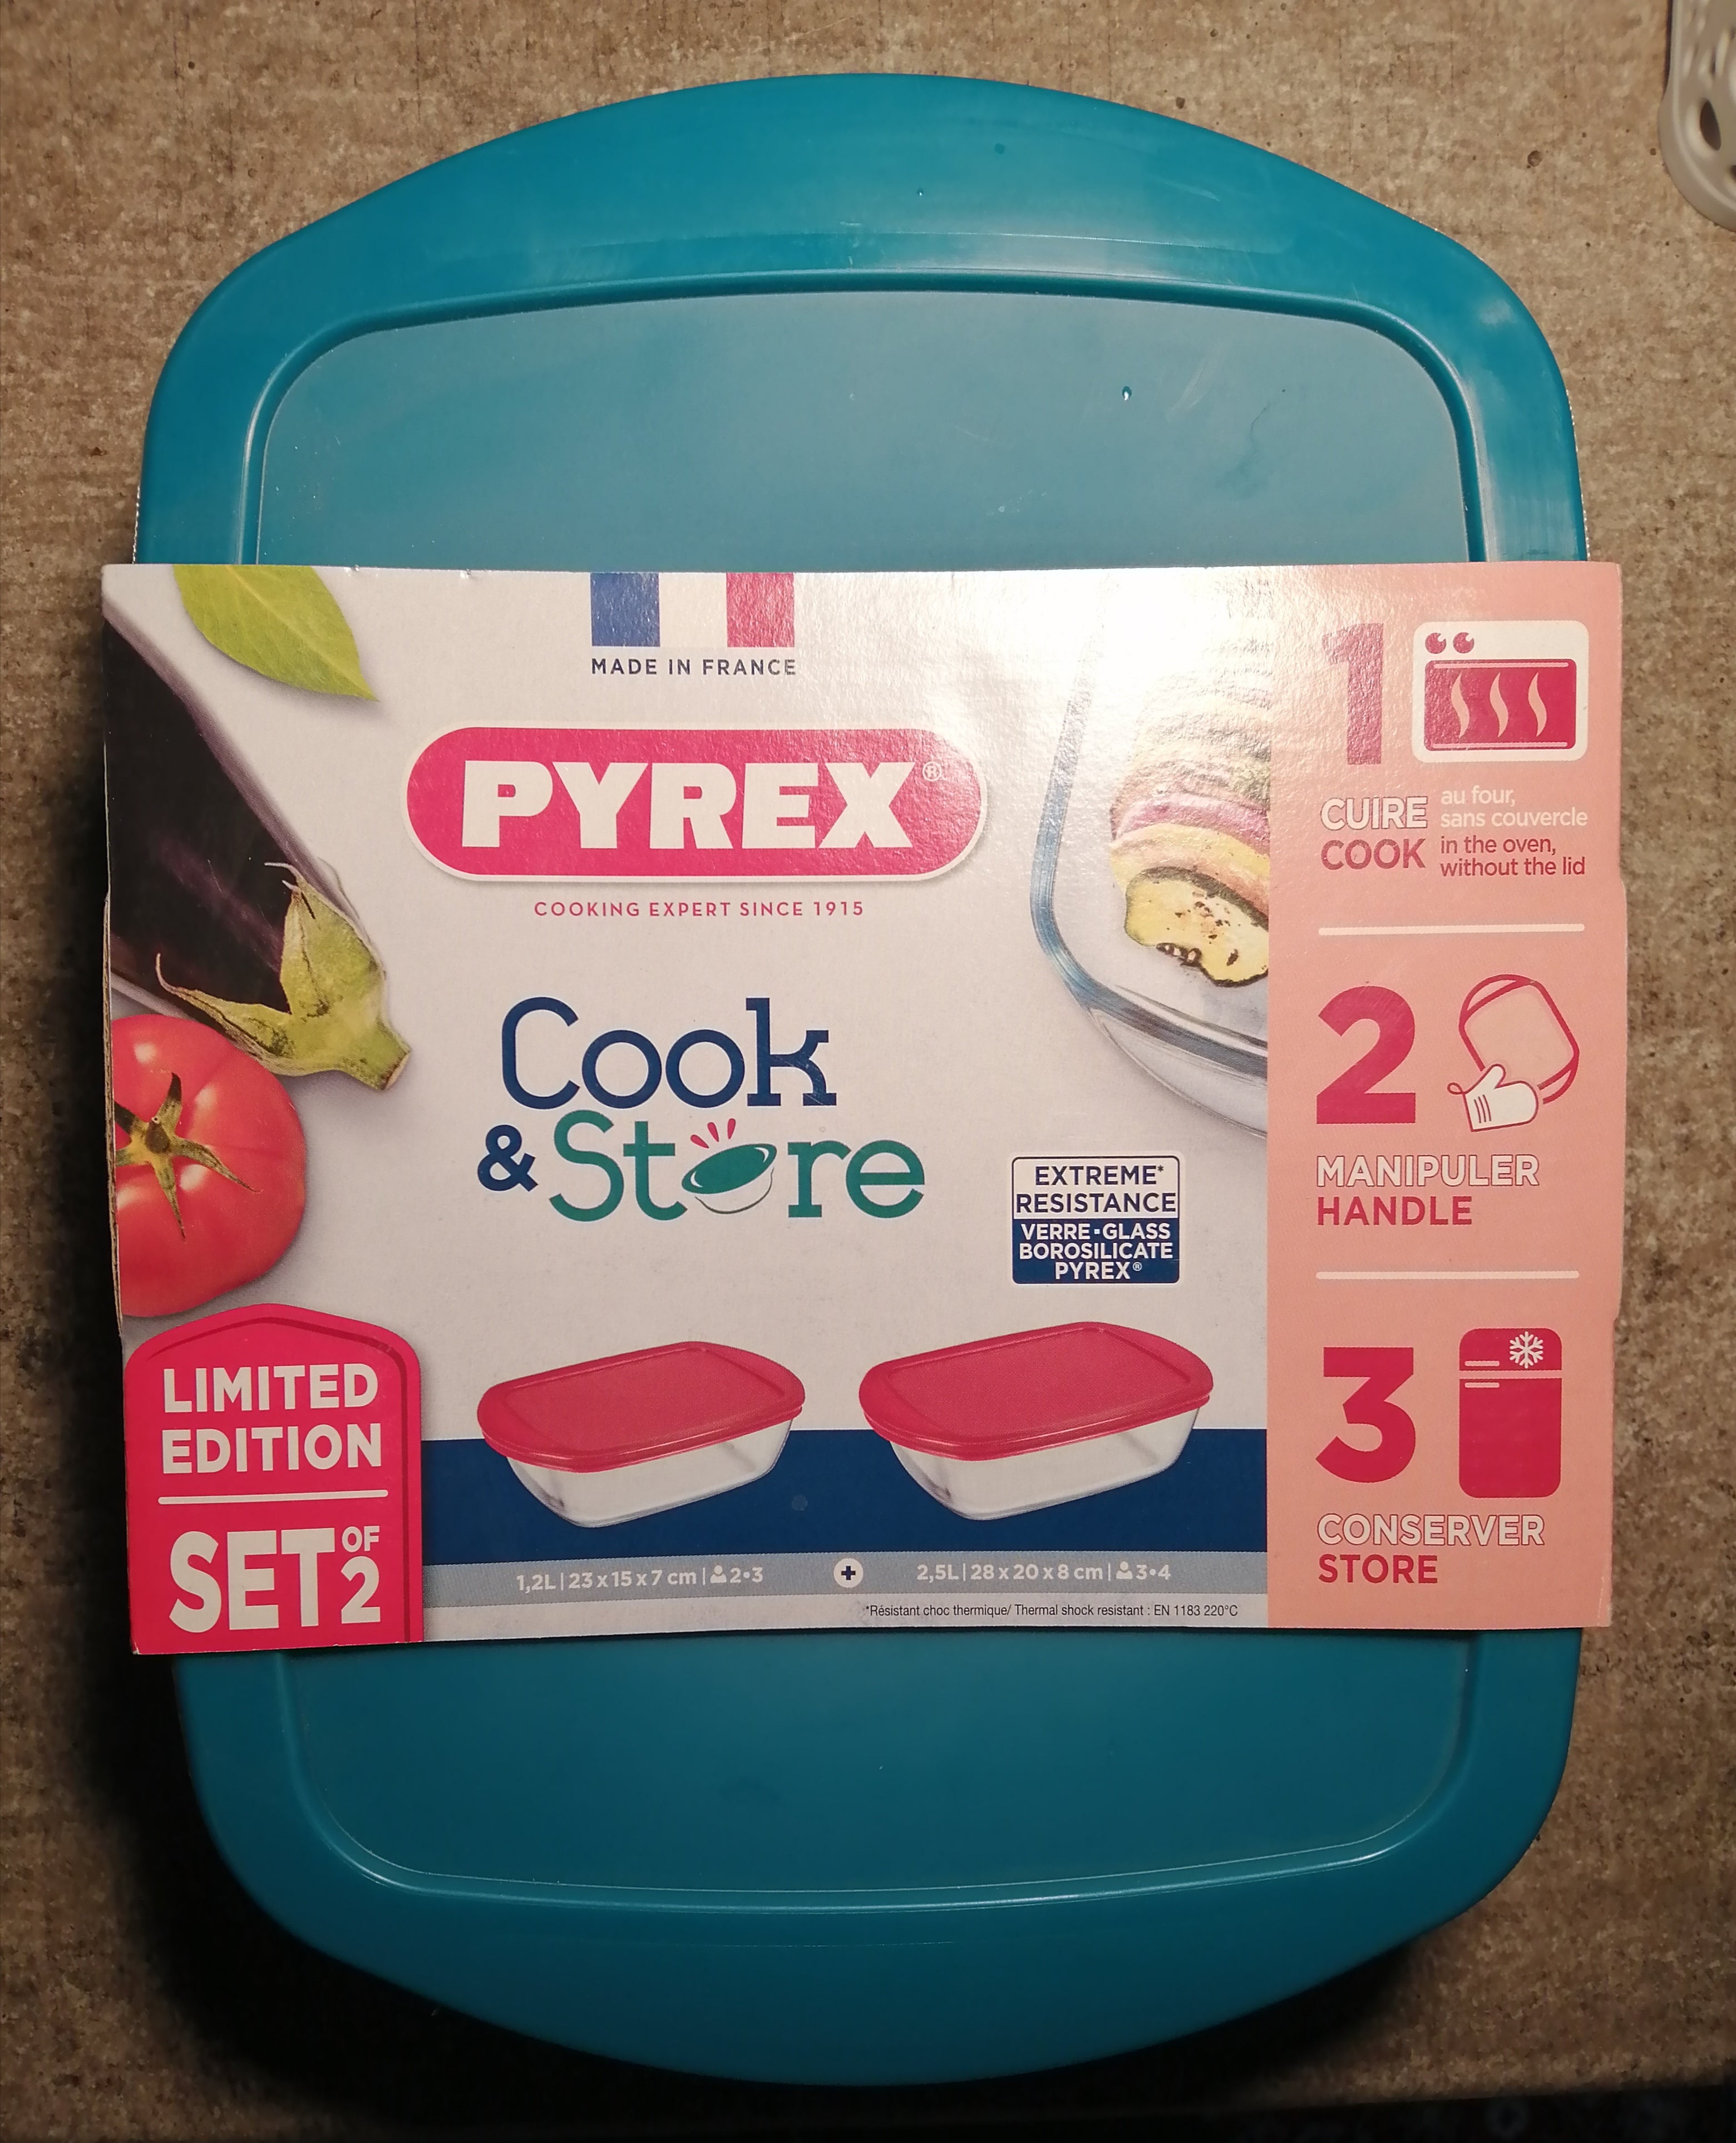 MADE IN FRANCE
PYREX®
COOKING EXPERT SINCE 1915
Cook
& Store
EXTREME*
RESISTANCE
VERRE▪GLASS
BOROSILICATE
PYREX®
LIMITED
EDITION
SET OF 2
1,2L | 23 x 15 x 7 cm | 2•3
+
2,5L | 28 x 20 x 8 cm | 3•4
*Résistant choc thermique/ Thermal shock resistant : EN 1183 220°C
1
CUIRE au four,
sans couvercle
COOK in the oven,
without the lid
2
MANIPULER
HANDLE
3
CONSERVER
STORE